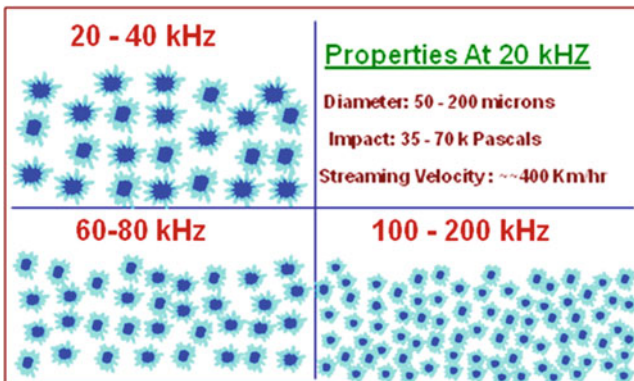 20 - 40 kHz
Properties At 20 kHZ
Diameter: 50 - 200 microns
Impact: 35 - 70 k Pascals
Streaming Velocity : ~~400 Km/hr
60-80 kHz
100 - 200 kHz